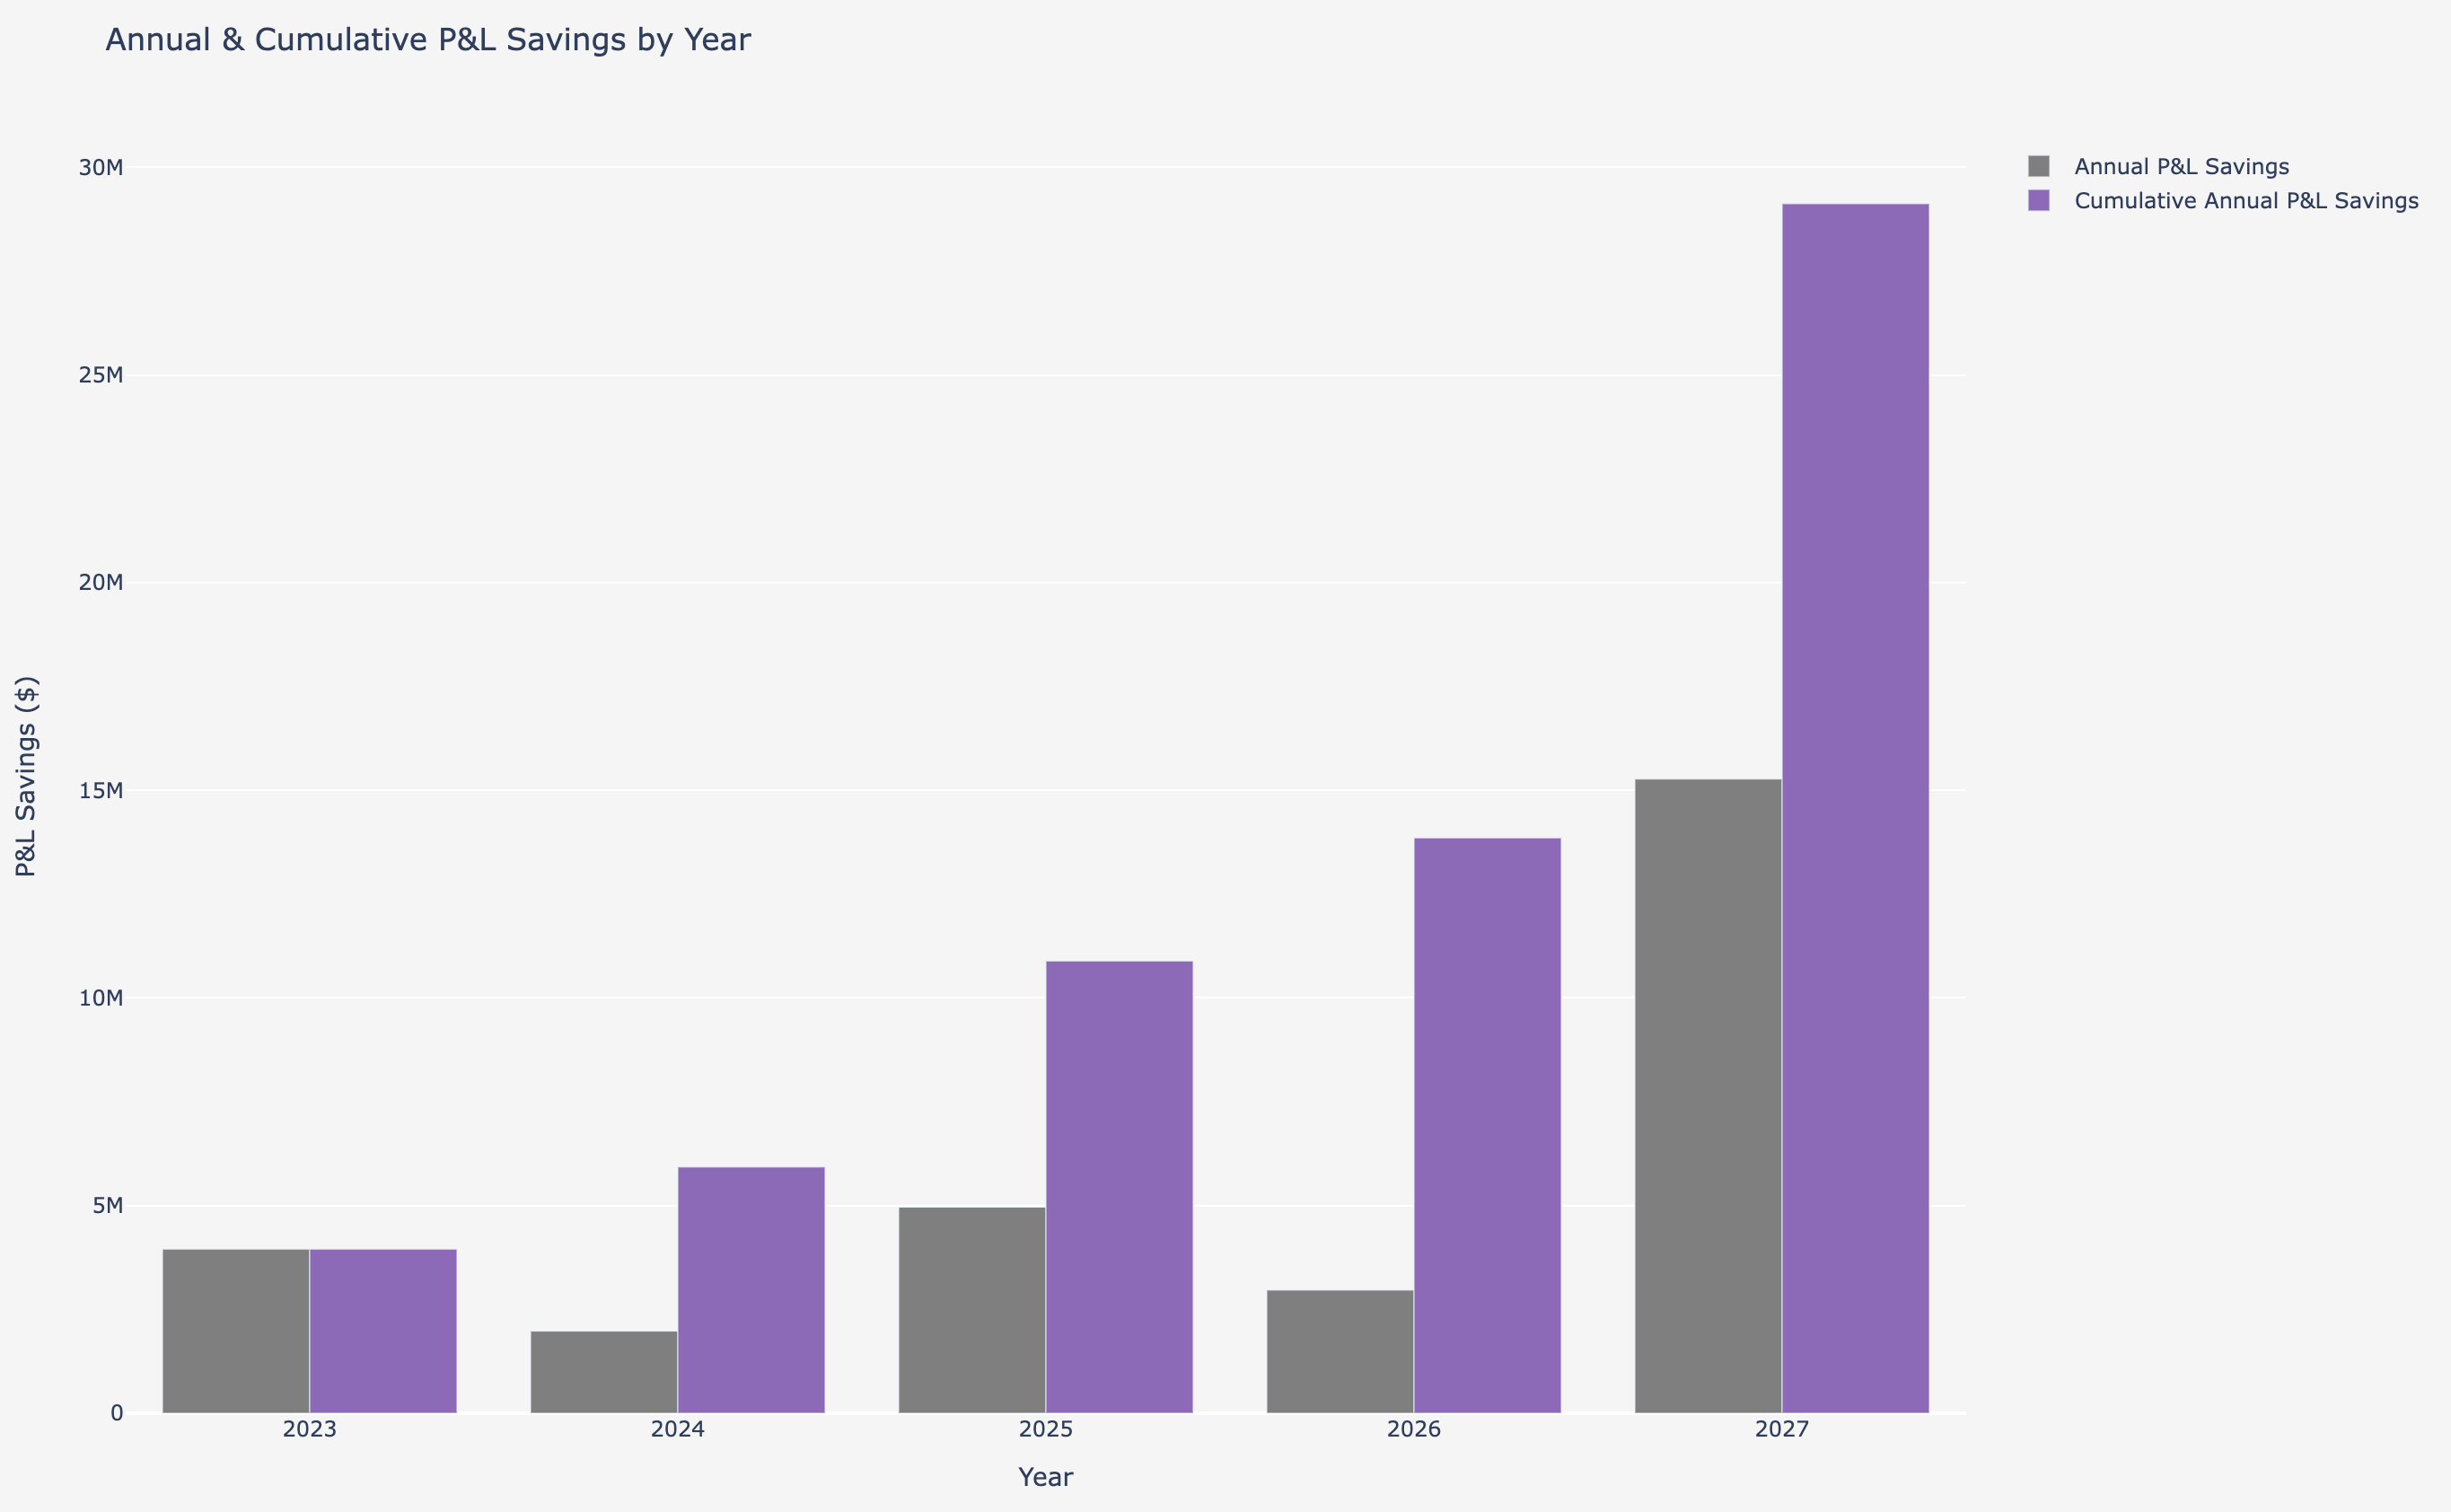 Annual & Cumulative P&L Savings by Year
30M
25M
20M
15M
10M
5M
0
P&L Savings ($)
2023
2024
2025
2026
2027
Year
Annual P&L Savings
Cumulative Annual P&L Savings